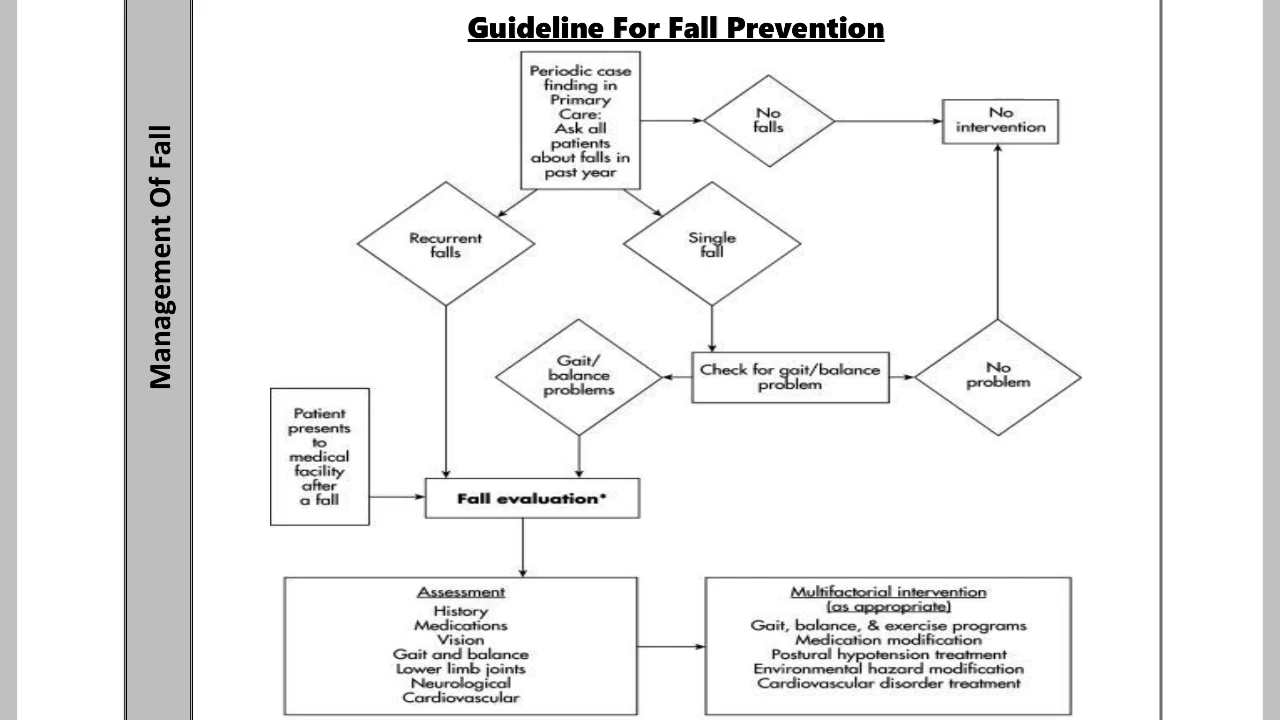 Guideline For Fall Prevention
Management Of Fall
Periodic case
finding in
Primary
Care:
Ask all
patients
about falls in
past year
No
falls
No
intervention
Recurrent
falls
Single
fall
Gait/
balance
problems
Check for gait/balance
problem
No
problem
Patient
presents
to
medical
facility
after
a fall
Fall evaluation*
Assessment
History
Medications
Vision
Gait and balance
Lower limb joints
Neurological
Cardiovascular
Multifactorial intervention
(as appropriate)
Gait, balance, & exercise programs
Medication modification
Postural hypotension treatment
Environmental hazard modification
Cardiovascular disorder treatment